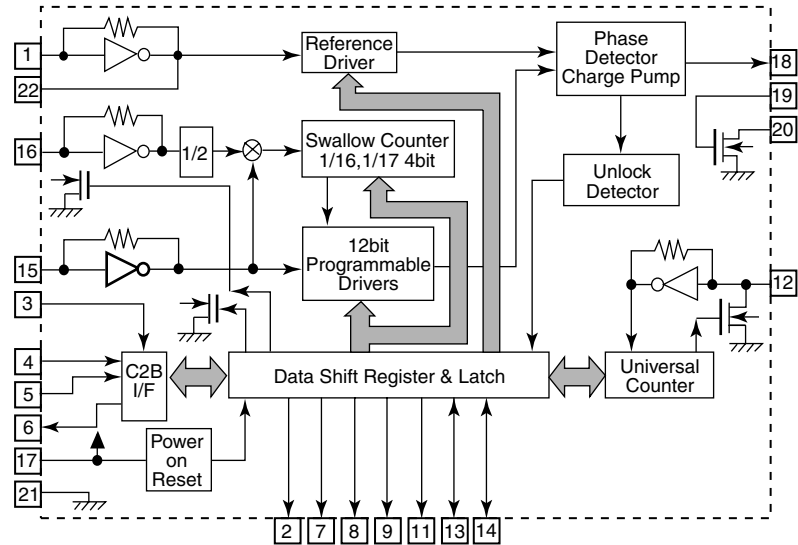 1
Reference
Driver
Phase
Detector
Charge Pump
18
22
19
20
16
1/2
Swallow Counter
1/16,1/17 4bit
Unlock
Detector
15
12bit
Programmable
Drivers
12
3
4
5
6
C2B
I/F
Data Shift Register & Latch
Universal
Counter
17
Power
on
Reset
21
2
7
8
9
11
13
14